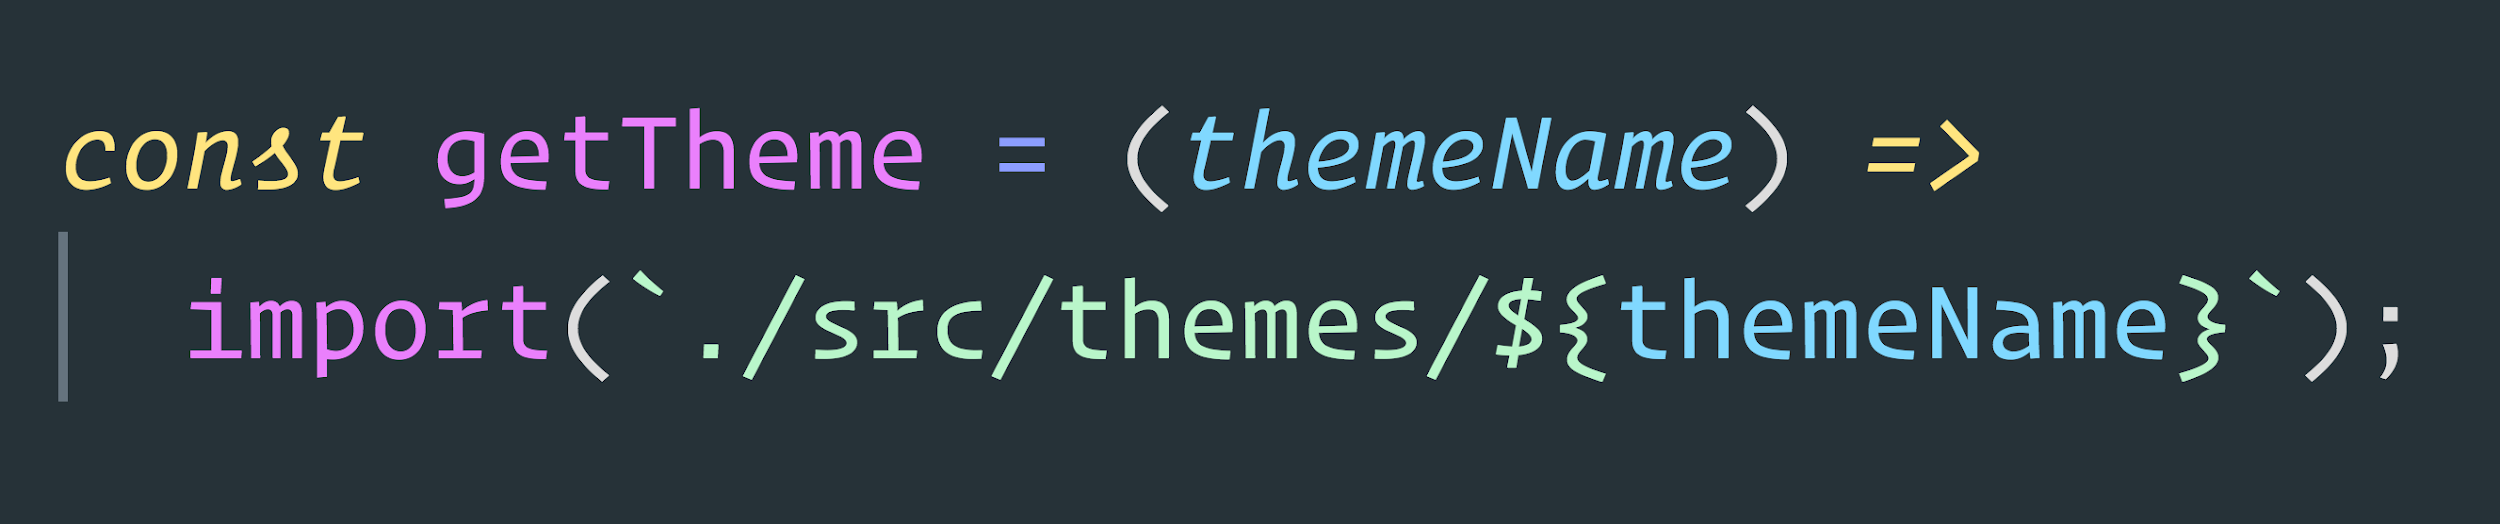 const getTheme = (themeName) =>
  import(`./src/themes/${themeName}`);